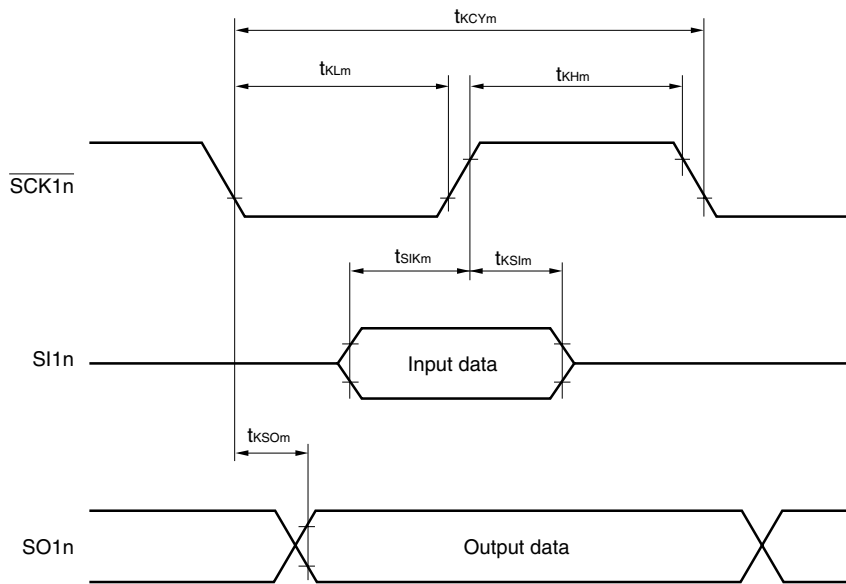 tKCYm
tKLm
tKHm
SCK1n
tSIKm
tKSIm
SI1n
Input data
tKSOm
SO1n
Output data